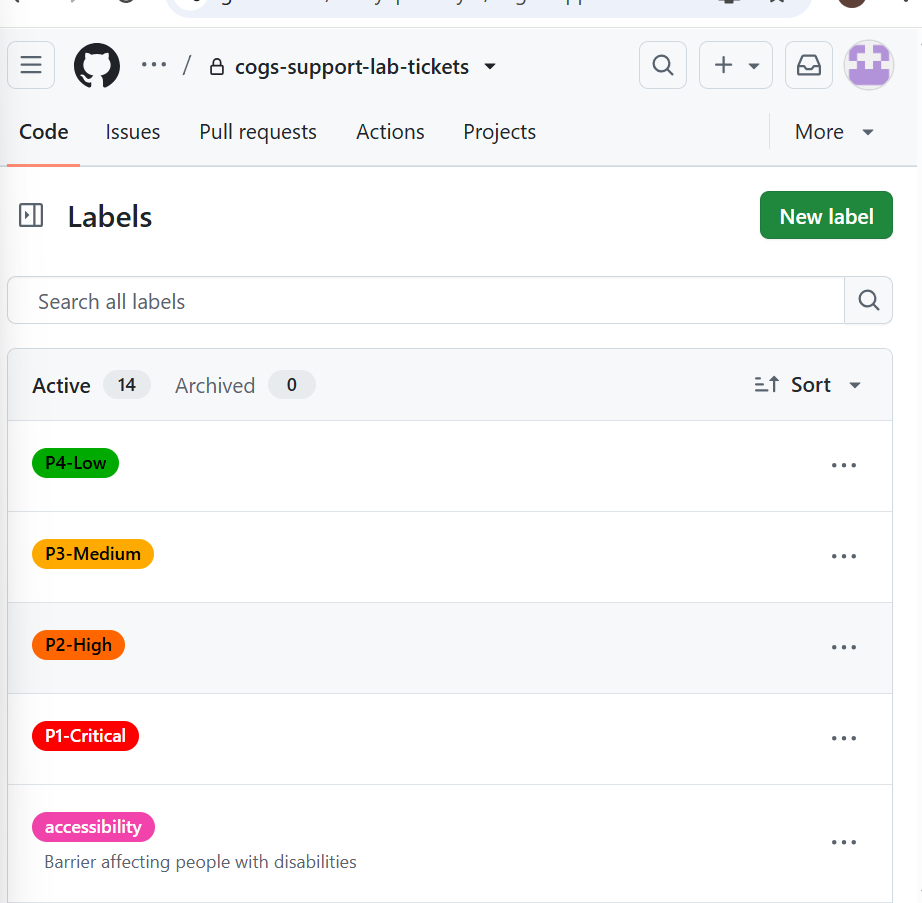 cogs-support-lab-tickets
Code Issues Pull requests Actions Projects More
Labels New label
Search all labels
Active 14 Archived 0 Sort
P4-Low
P3-Medium
P2-High
P1-Critical
accessibility
Barrier affecting people with disabilities